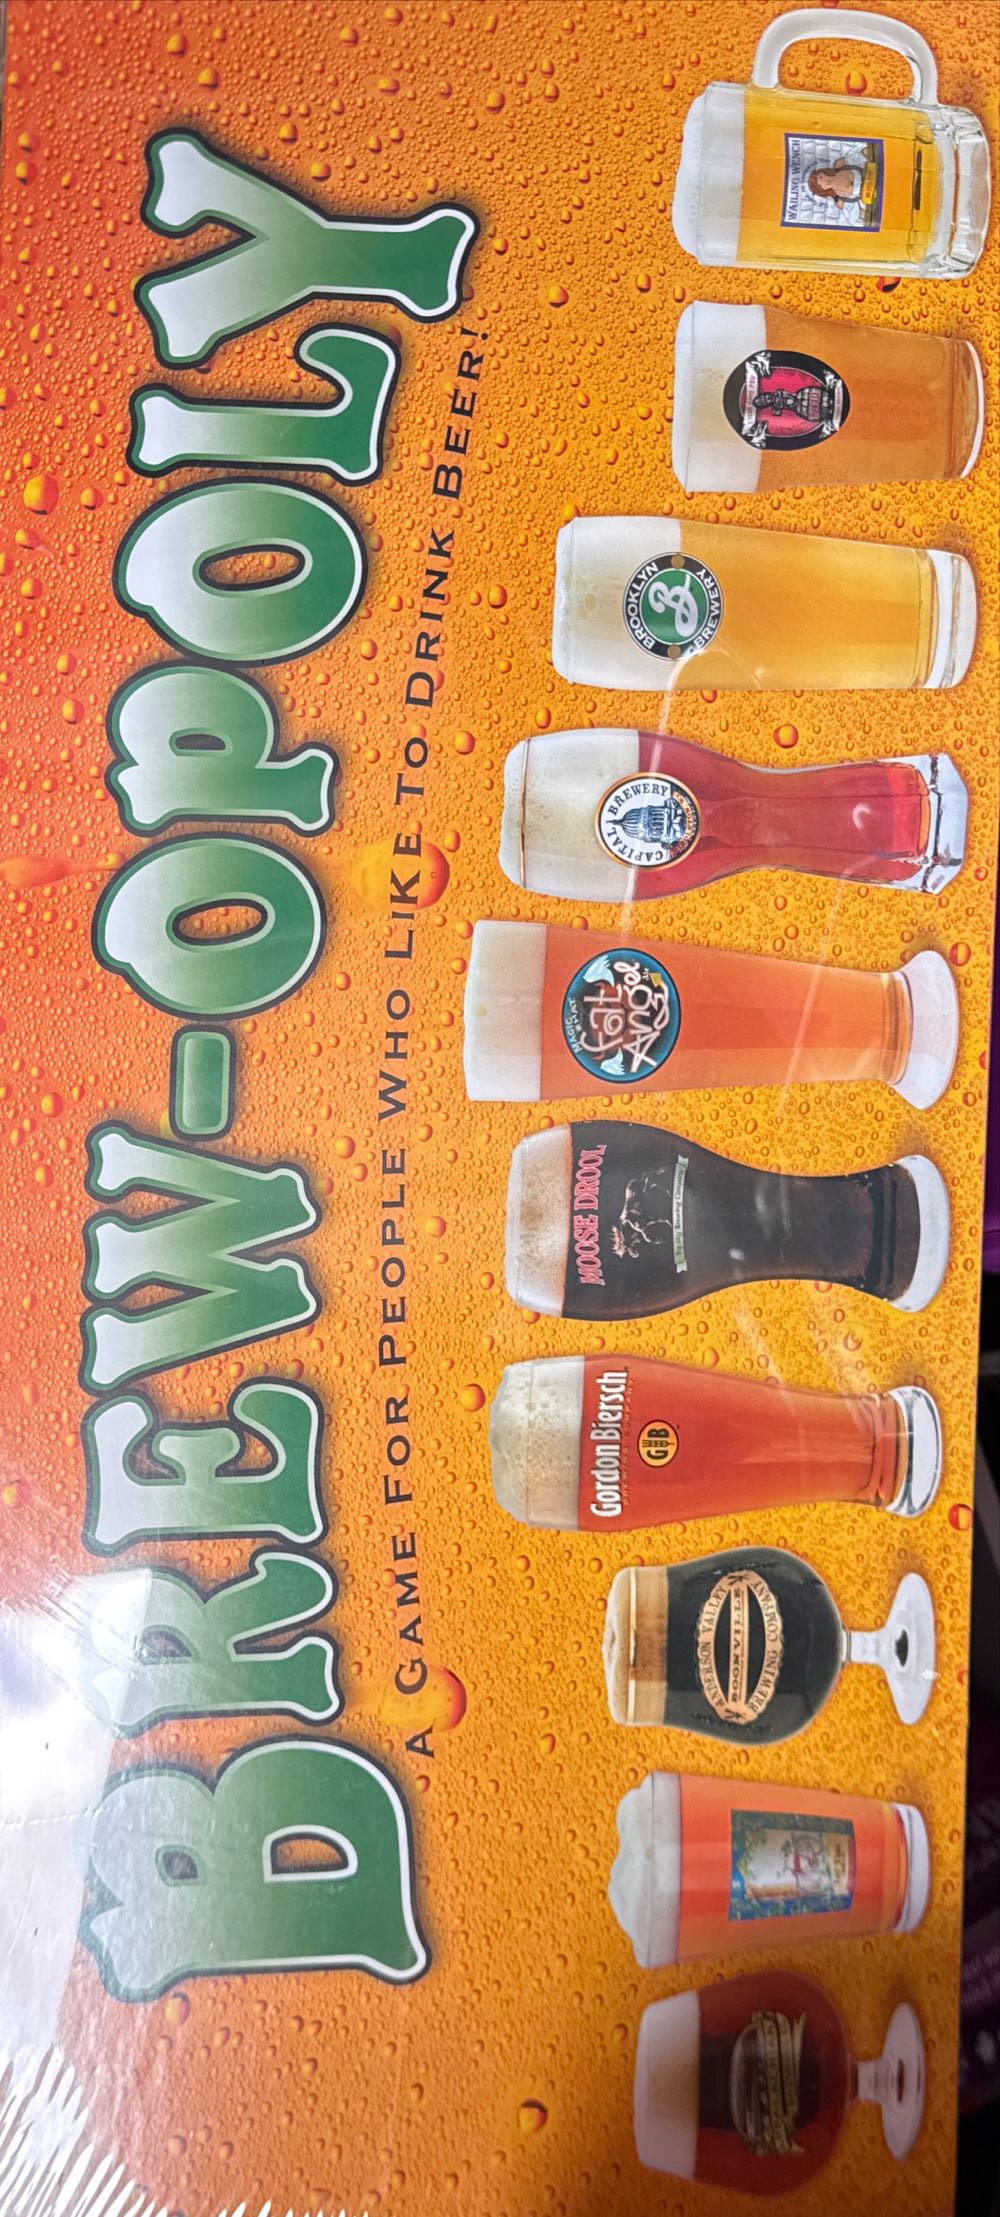 BREW-OPOLY
A GAME FOR PEOPLE WHO LIKE TO DRINK BEER!
ANDERSON VALLEY
BOONVILLE
BREWING COMPANY
Gordon Biersch
GB
MOOSE DROOL
Big Sky Brewing Company
MAGIC HAT
fat
Angel
Ale
CAPITAL BREWERY
BROOKLYN
B
BREWERY
WAILING WENCH